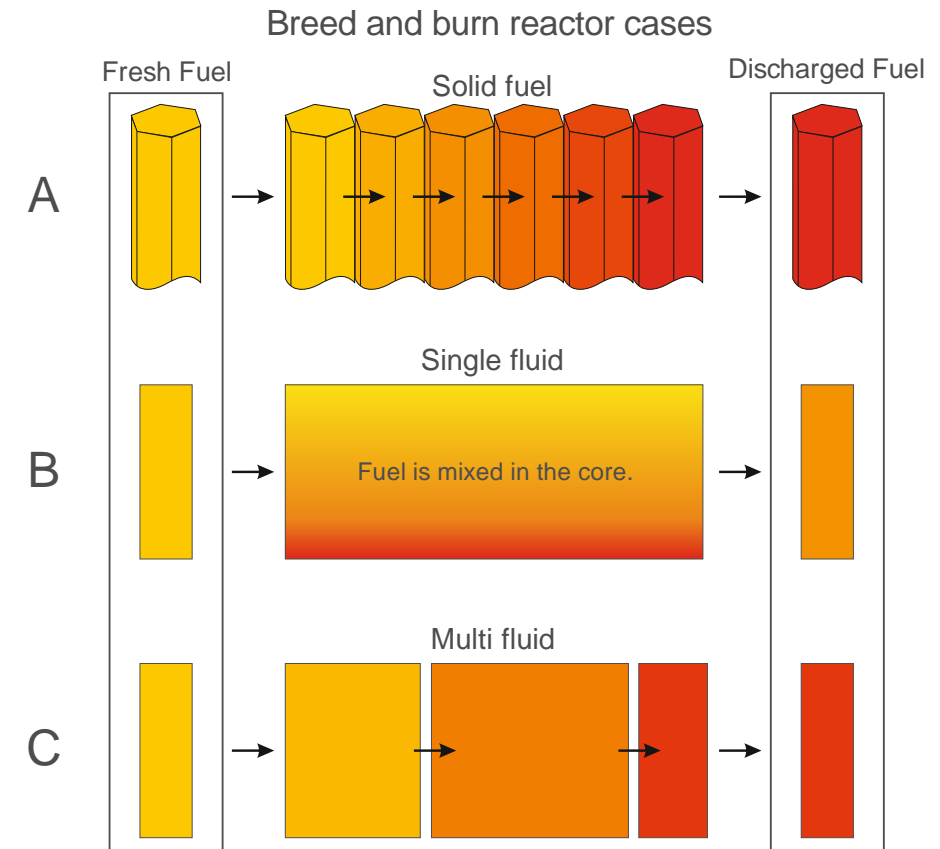 Breed and burn reactor cases
Fresh Fuel
Solid fuel
Discharged Fuel
A
Single fluid
B
Fuel is mixed in the core.
Multi fluid
C